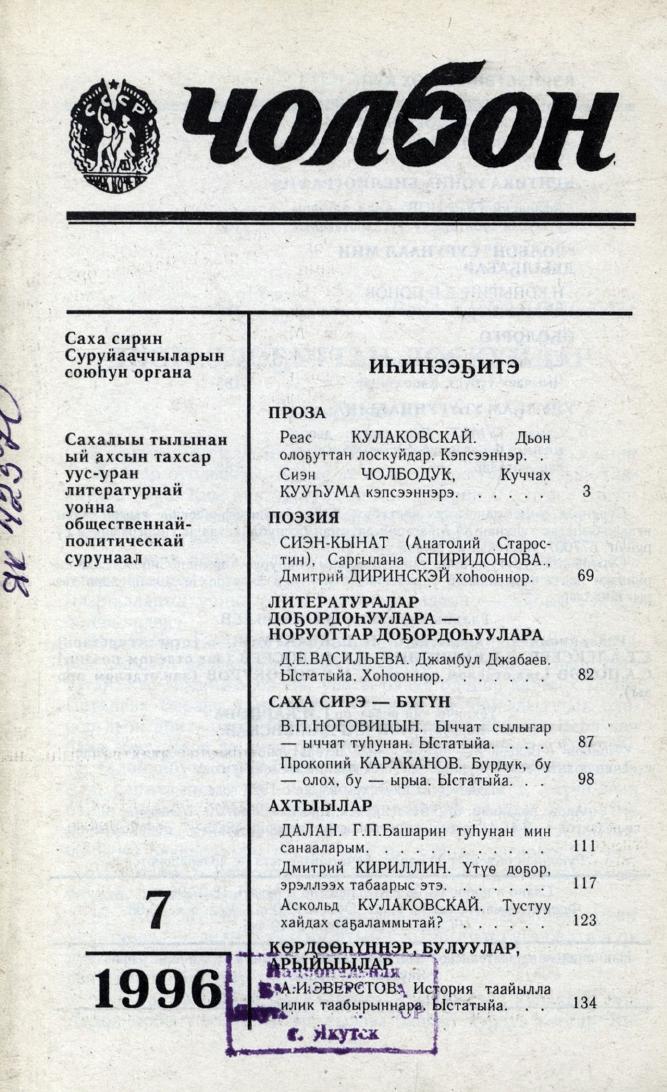 СССР
ЧОЛБОН
Саха сирин
Суруйааччыларын
союһун органа
Сахалыы тылынан
ый ахсын тахсар
уус-уран
литературнай
уонна
общественнай-
политическай
сурунаал
7
1996
ИҺИНЭЭҔИТЭ
ПРОЗА
Реас КУЛАКОВСКАЙ. Дьон
олоҕуттан лоскуйдар. Кэпсээннэр. . .
Сиэн ЧОЛБОДУК, Куччах
КУУҺУМА кэпсээннэрэ. . . . . . . 3
ПОЭЗИЯ
СИЭН-КЫНАТ (Анатолий Старос-
тин), Саргылана СПИРИДОНОВА.,
Дмитрий ДИИНСКЭЙ хоһооннор. 69
ЛИТЕРАТУРАЛАР
ДОҔОРДОҺУУЛАРА —
НОРУОТТАР ДОҔОРДОҺУУЛАРА
Д.Е.ВАСИЛЬЕВА. Джамбул Джабаев.
Ыстатыйа. Хоһооннор. . . . . . . 82
САХА СИРЭ — БҮГҮН
В.П.НОГОВИЦЫН. Ыччат сылыгар
— ыччат туһунан. Ыстатыйа. . . . 87
Прокопий КАРАКАНОВ. Бурдук, бу
— олох, бу — ырыа. Ыстатыйа. . . 98
АХТЫЫЛАР
ДАЛАН. Г.П.Башарин туһунан мин
санааларым. . . . . . . . . . . . 111
Дмитрий КИРИЛЛИН. Үтүө доҕор,
эрэллээх табаарыс этэ. . . . . . . 117
Аскольд КУЛАКОВСКАЙ. Тустуу
хайдах саҕаламмытай? . . . . . . 123
КӨРДӨӨҺҮННЭР, БУЛУУЛАР,
АРЫЙЫЫЛАР
А.И.ЭВЕРСТОВ. История таайылла
илик таабырыннара. Ыстатыйа. . . 134
Национальная
г. Якутск